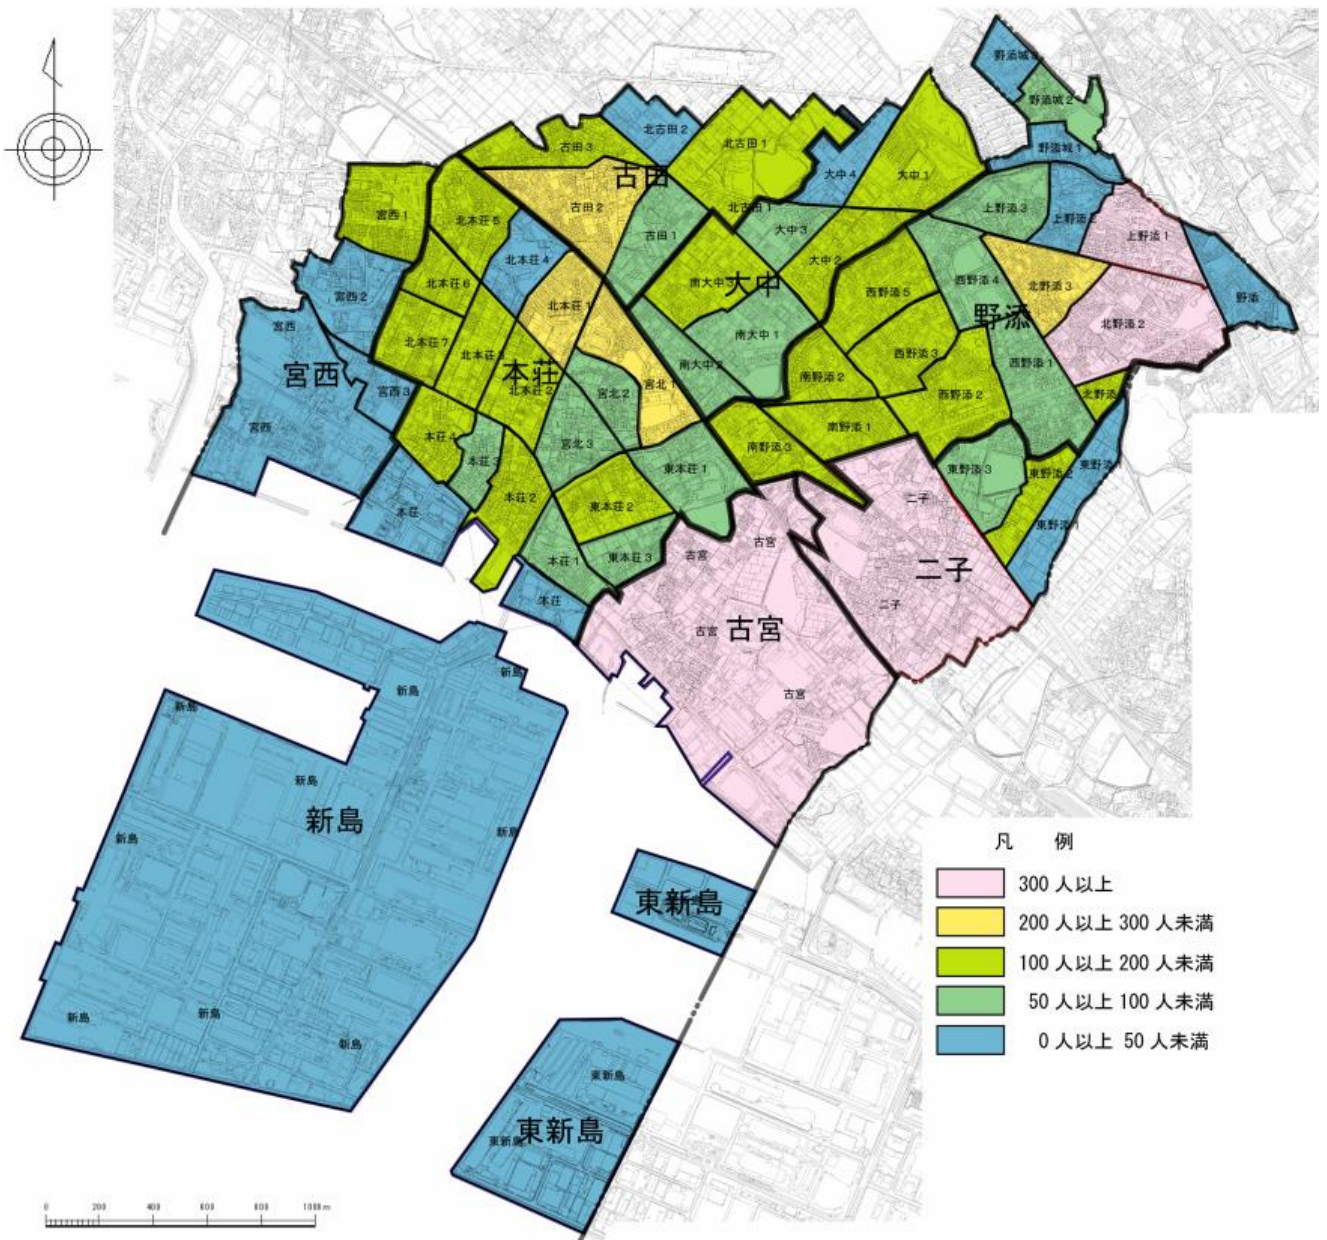 野添城 3
野添城 2
野添城 1
北古田 2
北古田 1
古田 3
古田
大中 4
大中 1
上野添 3
上野添 2
上野添 1
宮西 1
北本荘 5
古田 2
古田 1
北古田 1
大中 3
大中 2
北本荘 4
西野添 4
野添
北本荘 6
南大中 3
大中
西野添 5
北野添 3
宮西 2
宮西
北本荘 1
南大中 1
野添
北野添 2
北本荘 7
北本荘 3
西野添 3
宮西
本荘
南大中 2
西野添 1
宮西 3
北本荘 2
宮北 2
宮北 1
南野添 2
西野添 2
北野添 1
宮西
本荘 4
宮北 3
南野添 3
南野添 1
本荘 3
東本荘 1
東野添 3
東野添 2
東野添 1
本荘 2
東本荘 2
二子
本荘
東野添 1
古宮
古宮
本荘 1
東本荘 3
二子
本荘
二子
古宮
古宮
新島
新島
古宮
新島
新島
新島
新島
新島
凡 例
300 人以上
東新島
200 人以上 300 人未満
100 人以上 200 人未満
50 人以上 100 人未満
新島
新島
0 人以上 50 人未満
新島
東新島
東新島
東新島
0 200 400 600 800 1000 m